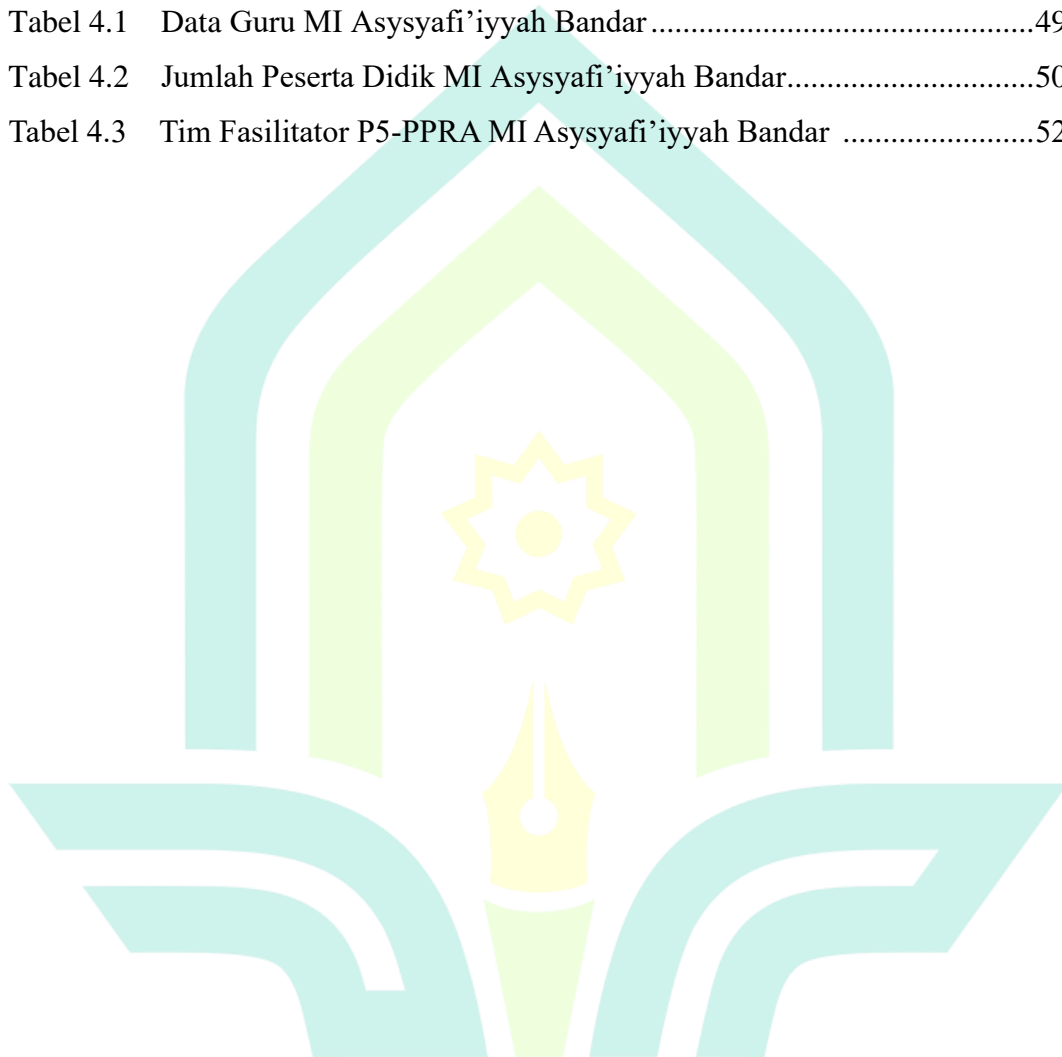 Tabel 4.1 Data Guru MI Asysyafi’iyyah Bandar ...............................................49
Tabel 4.2 Jumlah Peserta Didik MI Asysyafi’iyyah Bandar..............................50
Tabel 4.3 Tim Fasilitator P5-PPRA MI Asysyafi’iyyah Bandar .......................52